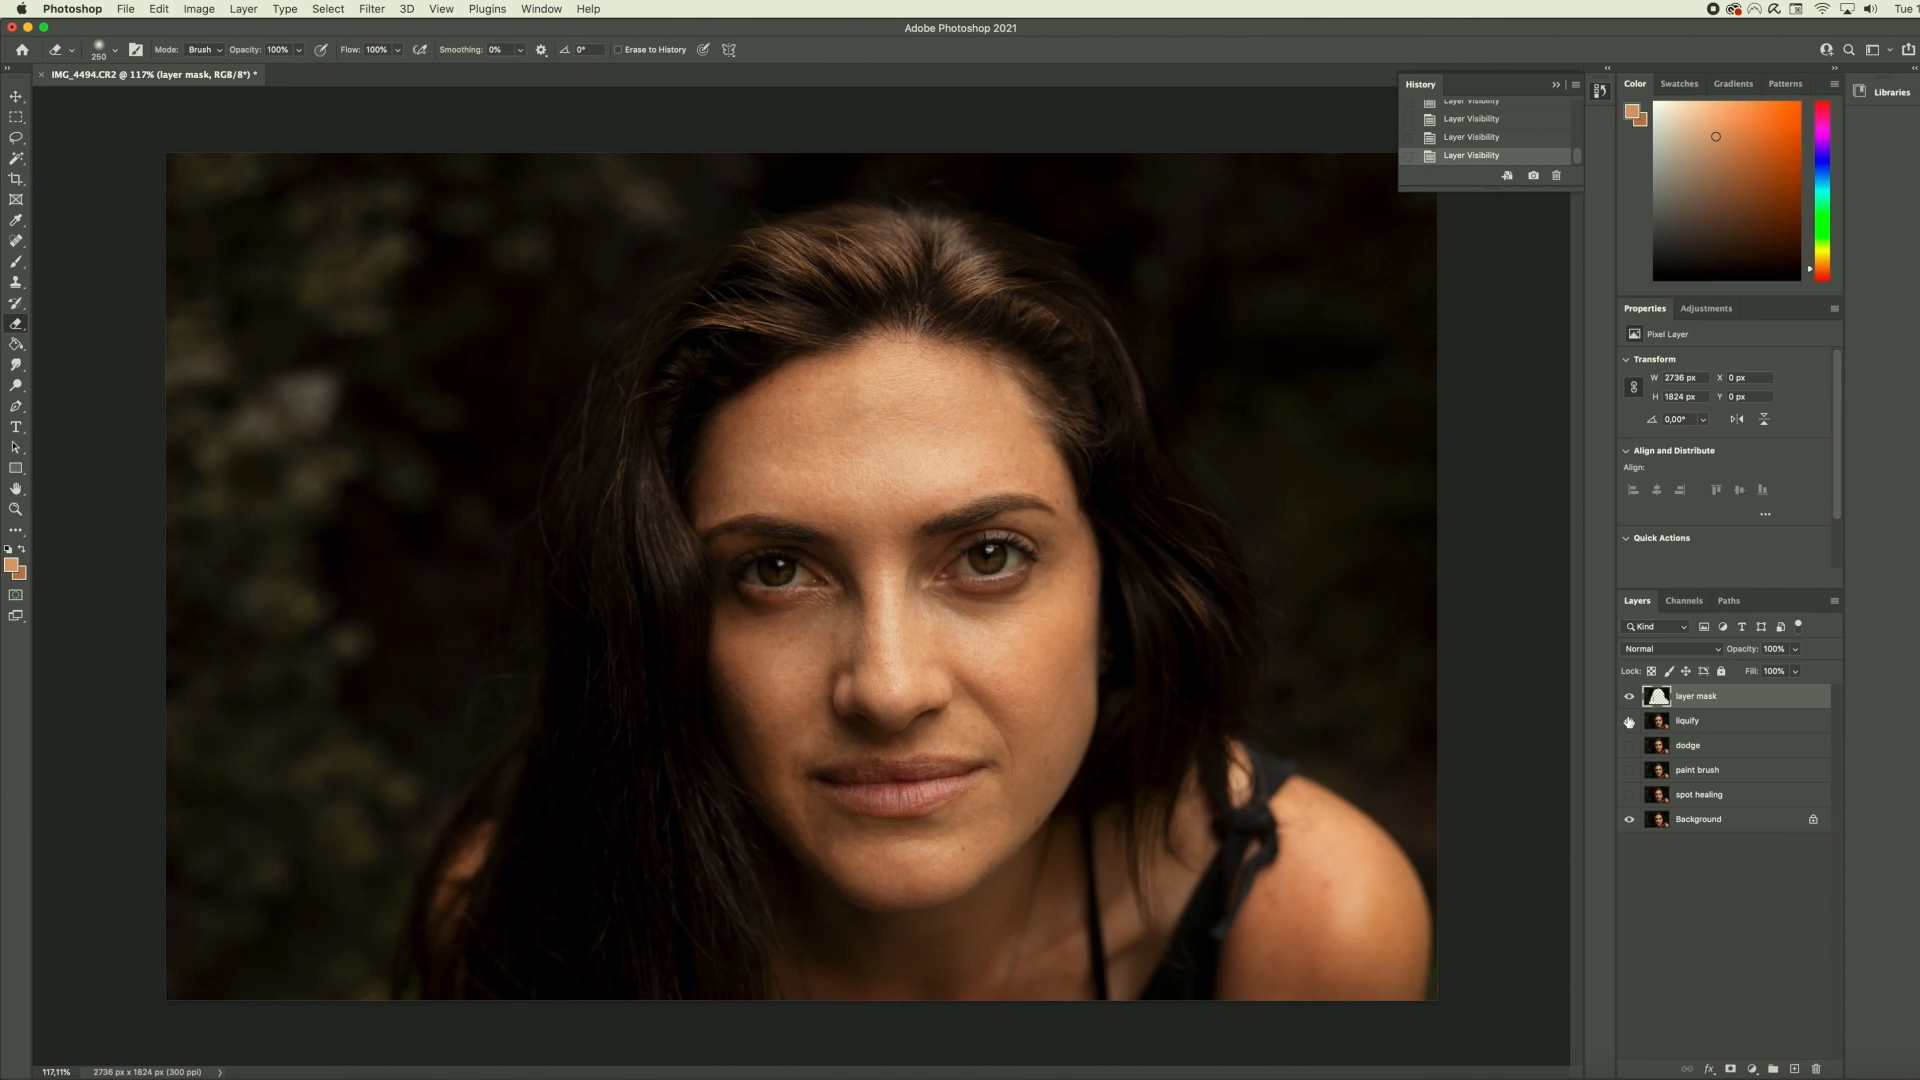 Photoshop File Edit Image Layer Type Select Filter 3D View Plugins Window Help Tue 1
Adobe Photoshop 2021
250 Mode: Brush Opacity: 100% Flow: 100% Smoothing: 0% 0° Erase to History
IMG_4494.CR2 @ 117% (layer mask, RGB/8*) *
History
Layer Visibility
Layer Visibility
Layer Visibility
Layer Visibility
Color Swatches Gradients Patterns
Libraries
Properties Adjustments
Pixel Layer
Transform
W 2736 px X 0 px
H 1824 px Y 0 px
0,00°
Align and Distribute
Align:
Quick Actions
Layers Channels Paths
Kind
Normal Opacity: 100%
Lock: Fill: 100%
layer mask
liquify
dodge
paint brush
spot healing
Background
117,11% 2736 px x 1824 px (300 ppi)